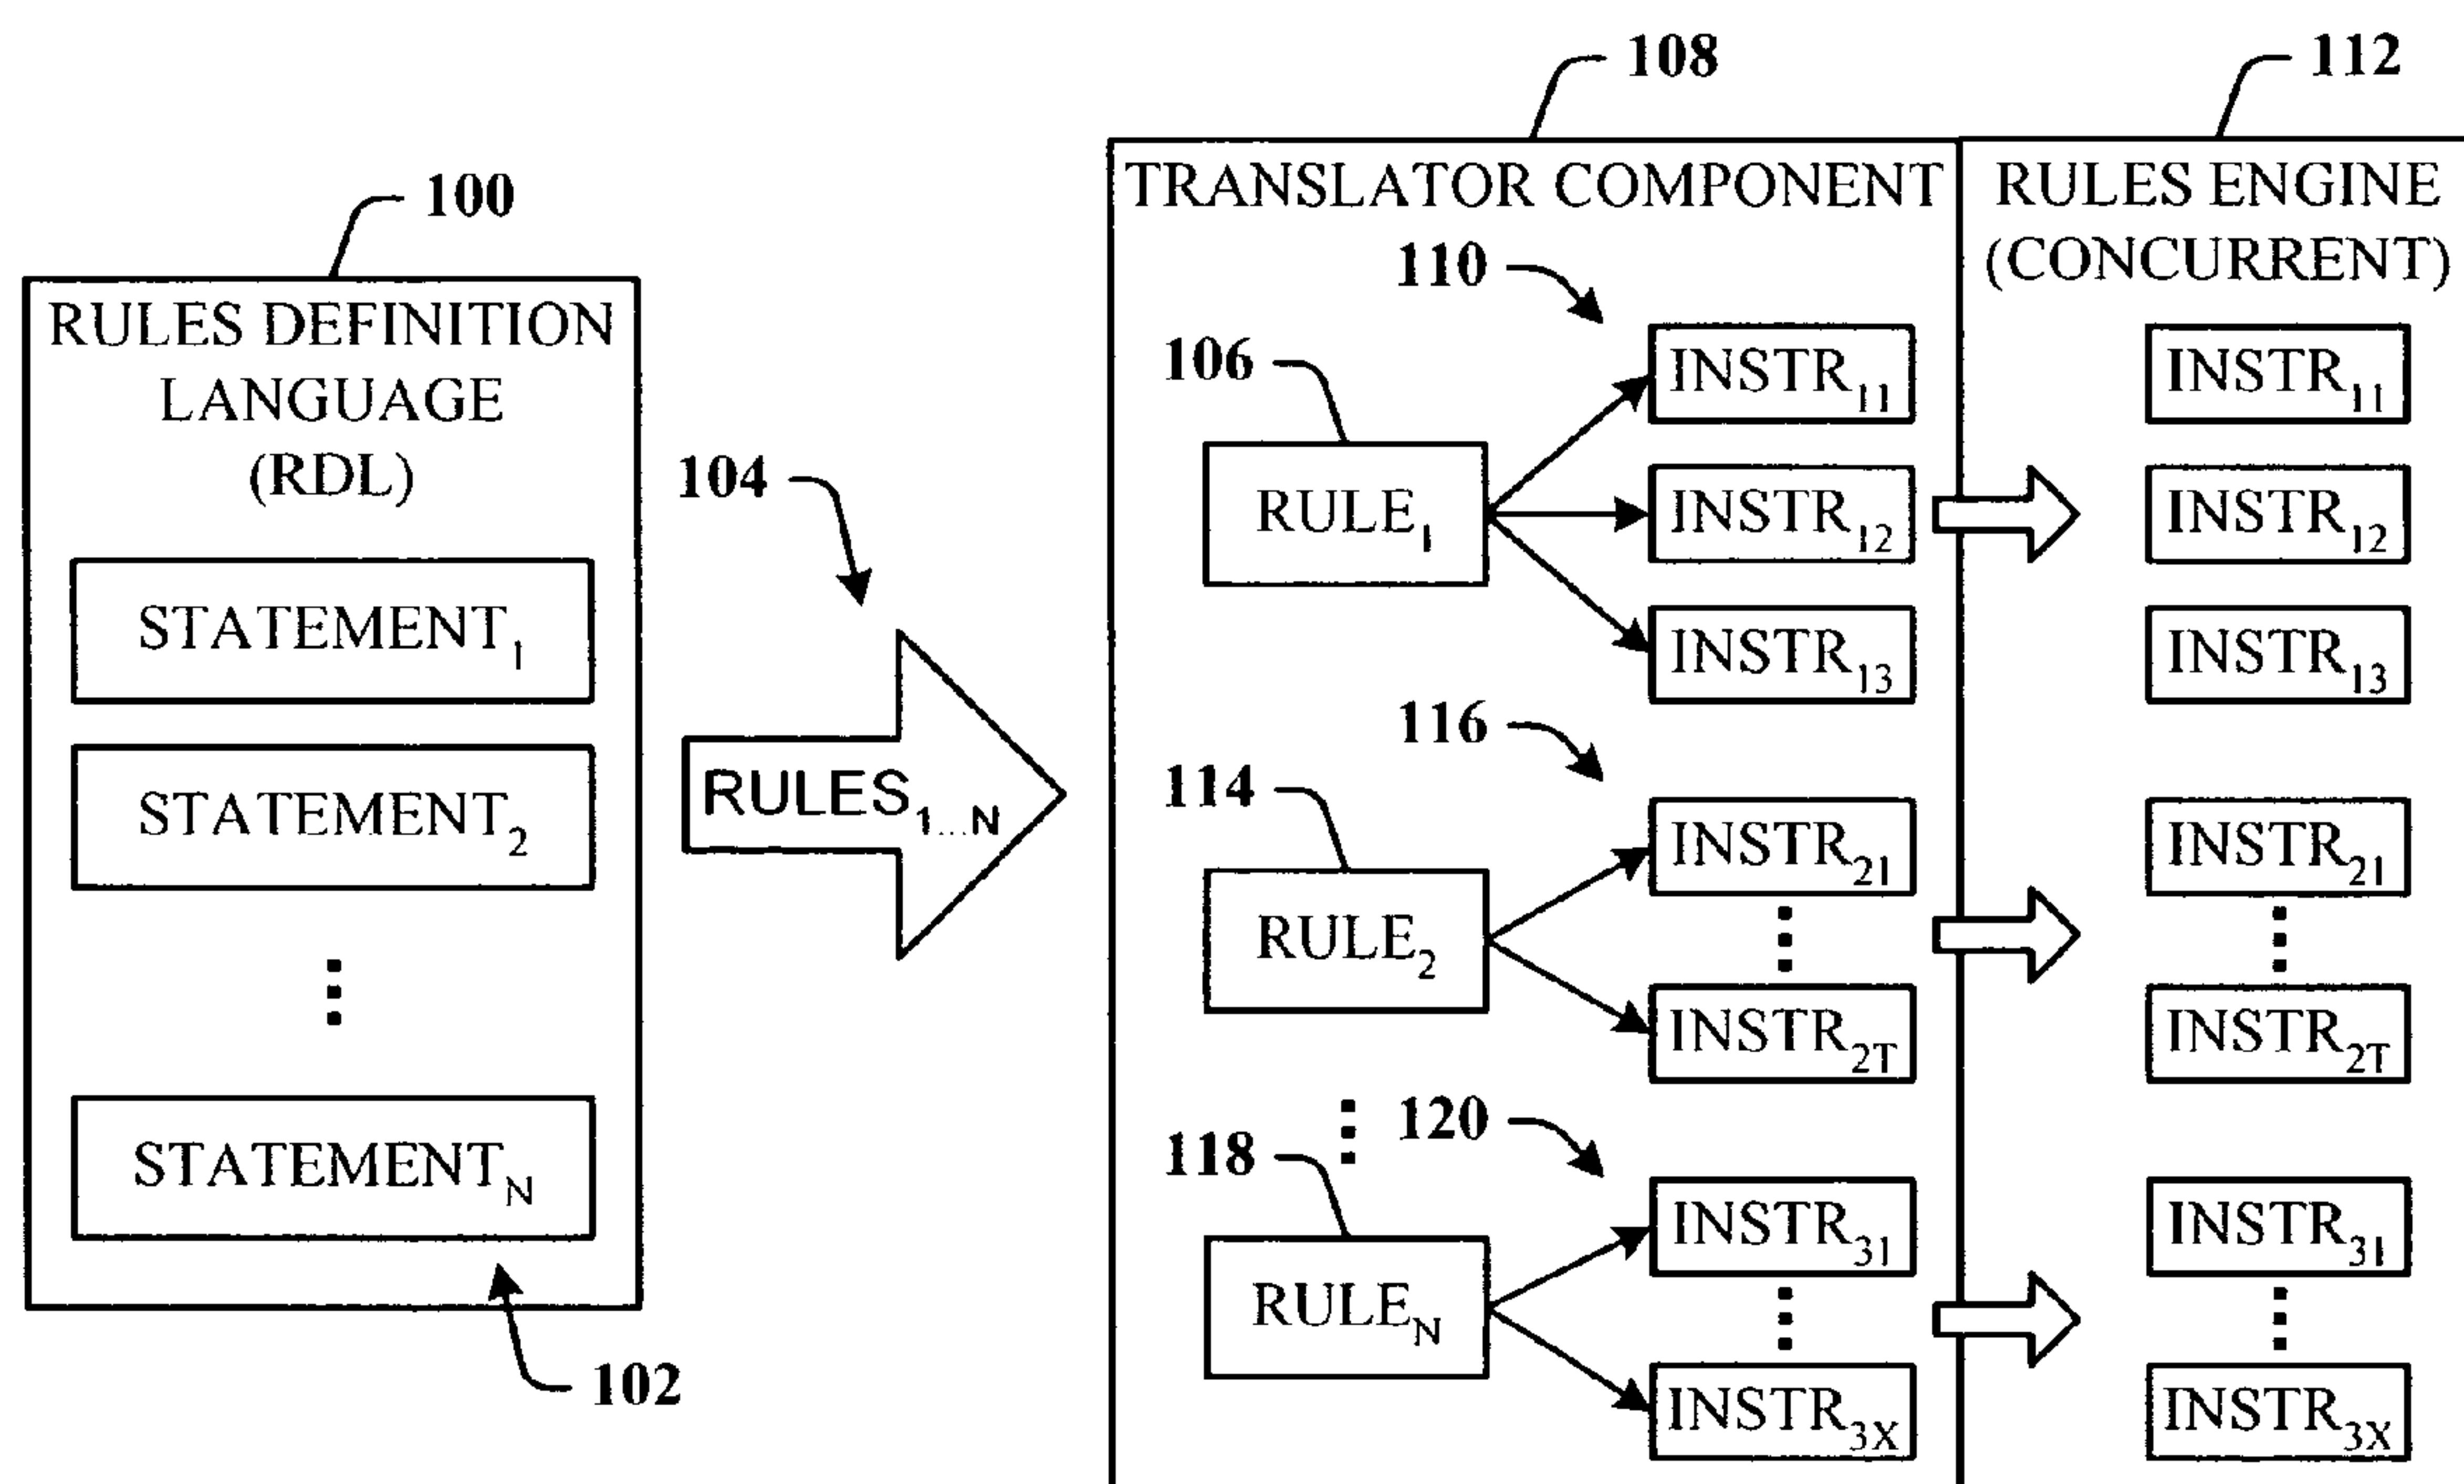 100
RULES DEFINITION
LANGUAGE
(RDL)
STATEMENT1
STATEMENT2
STATEMENTN
102
104
RULES1...N
108
TRANSLATOR COMPONENT
110
106
RULE1
INSTR11
INSTR12
INSTR13
116
114
RULE2
INSTR21
INSTR2T
120
118
RULEN
INSTR31
INSTR3X
112
RULES ENGINE
(CONCURRENT)
INSTR11
INSTR12
INSTR13
INSTR21
INSTR2T
INSTR31
INSTR3X